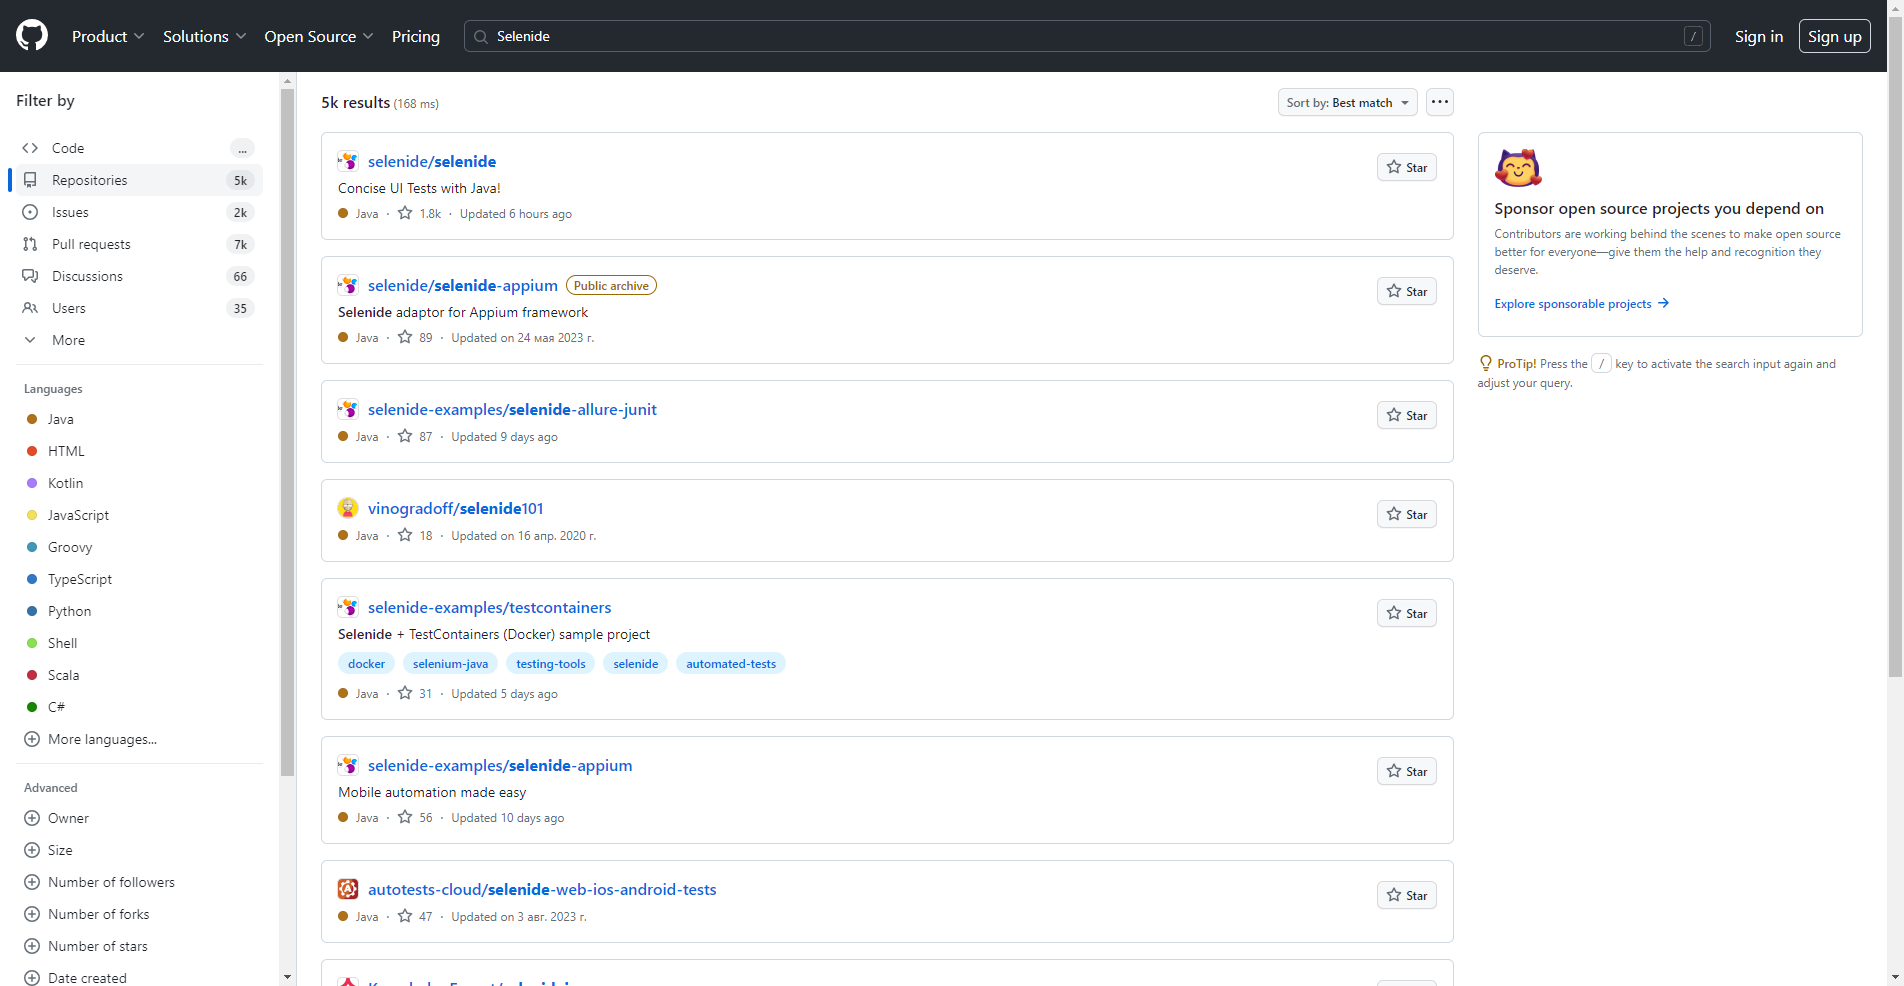 Product
Solutions
Open Source
Pricing
Selenide
/
Sign in
Sign up
Filter by
Code
...
Repositories
5k
Issues
2k
Pull requests
7k
Discussions
66
Users
35
More
Languages
Java
HTML
Kotlin
JavaScript
Groovy
TypeScript
Python
Shell
Scala
C#
More languages...
Advanced
Owner
Size
Number of followers
Number of forks
Number of stars
Date created
5k results (168 ms)
Sort by: Best match
selenide/selenide
Star
Concise UI Tests with Java!
Java · 1.8k · Updated 6 hours ago
selenide/selenide-appium Public archive
Star
Selenide adaptor for Appium framework
Java · 89 · Updated on 24 мая 2023 г.
selenide-examples/selenide-allure-junit
Star
Java · 87 · Updated 9 days ago
vinogradoff/selenide101
Star
Java · 18 · Updated on 16 апр. 2020 г.
selenide-examples/testcontainers
Star
Selenide + TestContainers (Docker) sample project
docker selenium-java testing-tools selenide automated-tests
Java · 31 · Updated 5 days ago
selenide-examples/selenide-appium
Star
Mobile automation made easy
Java · 56 · Updated 10 days ago
autotests-cloud/selenide-web-ios-android-tests
Star
Java · 47 · Updated on 3 авг. 2023 г.
Sponsor open source projects you depend on
Contributors are working behind the scenes to make open source
better for everyone—give them the help and recognition they
deserve.
Explore sponsorable projects
ProTip! Press the / key to activate the search input again and
adjust your query.